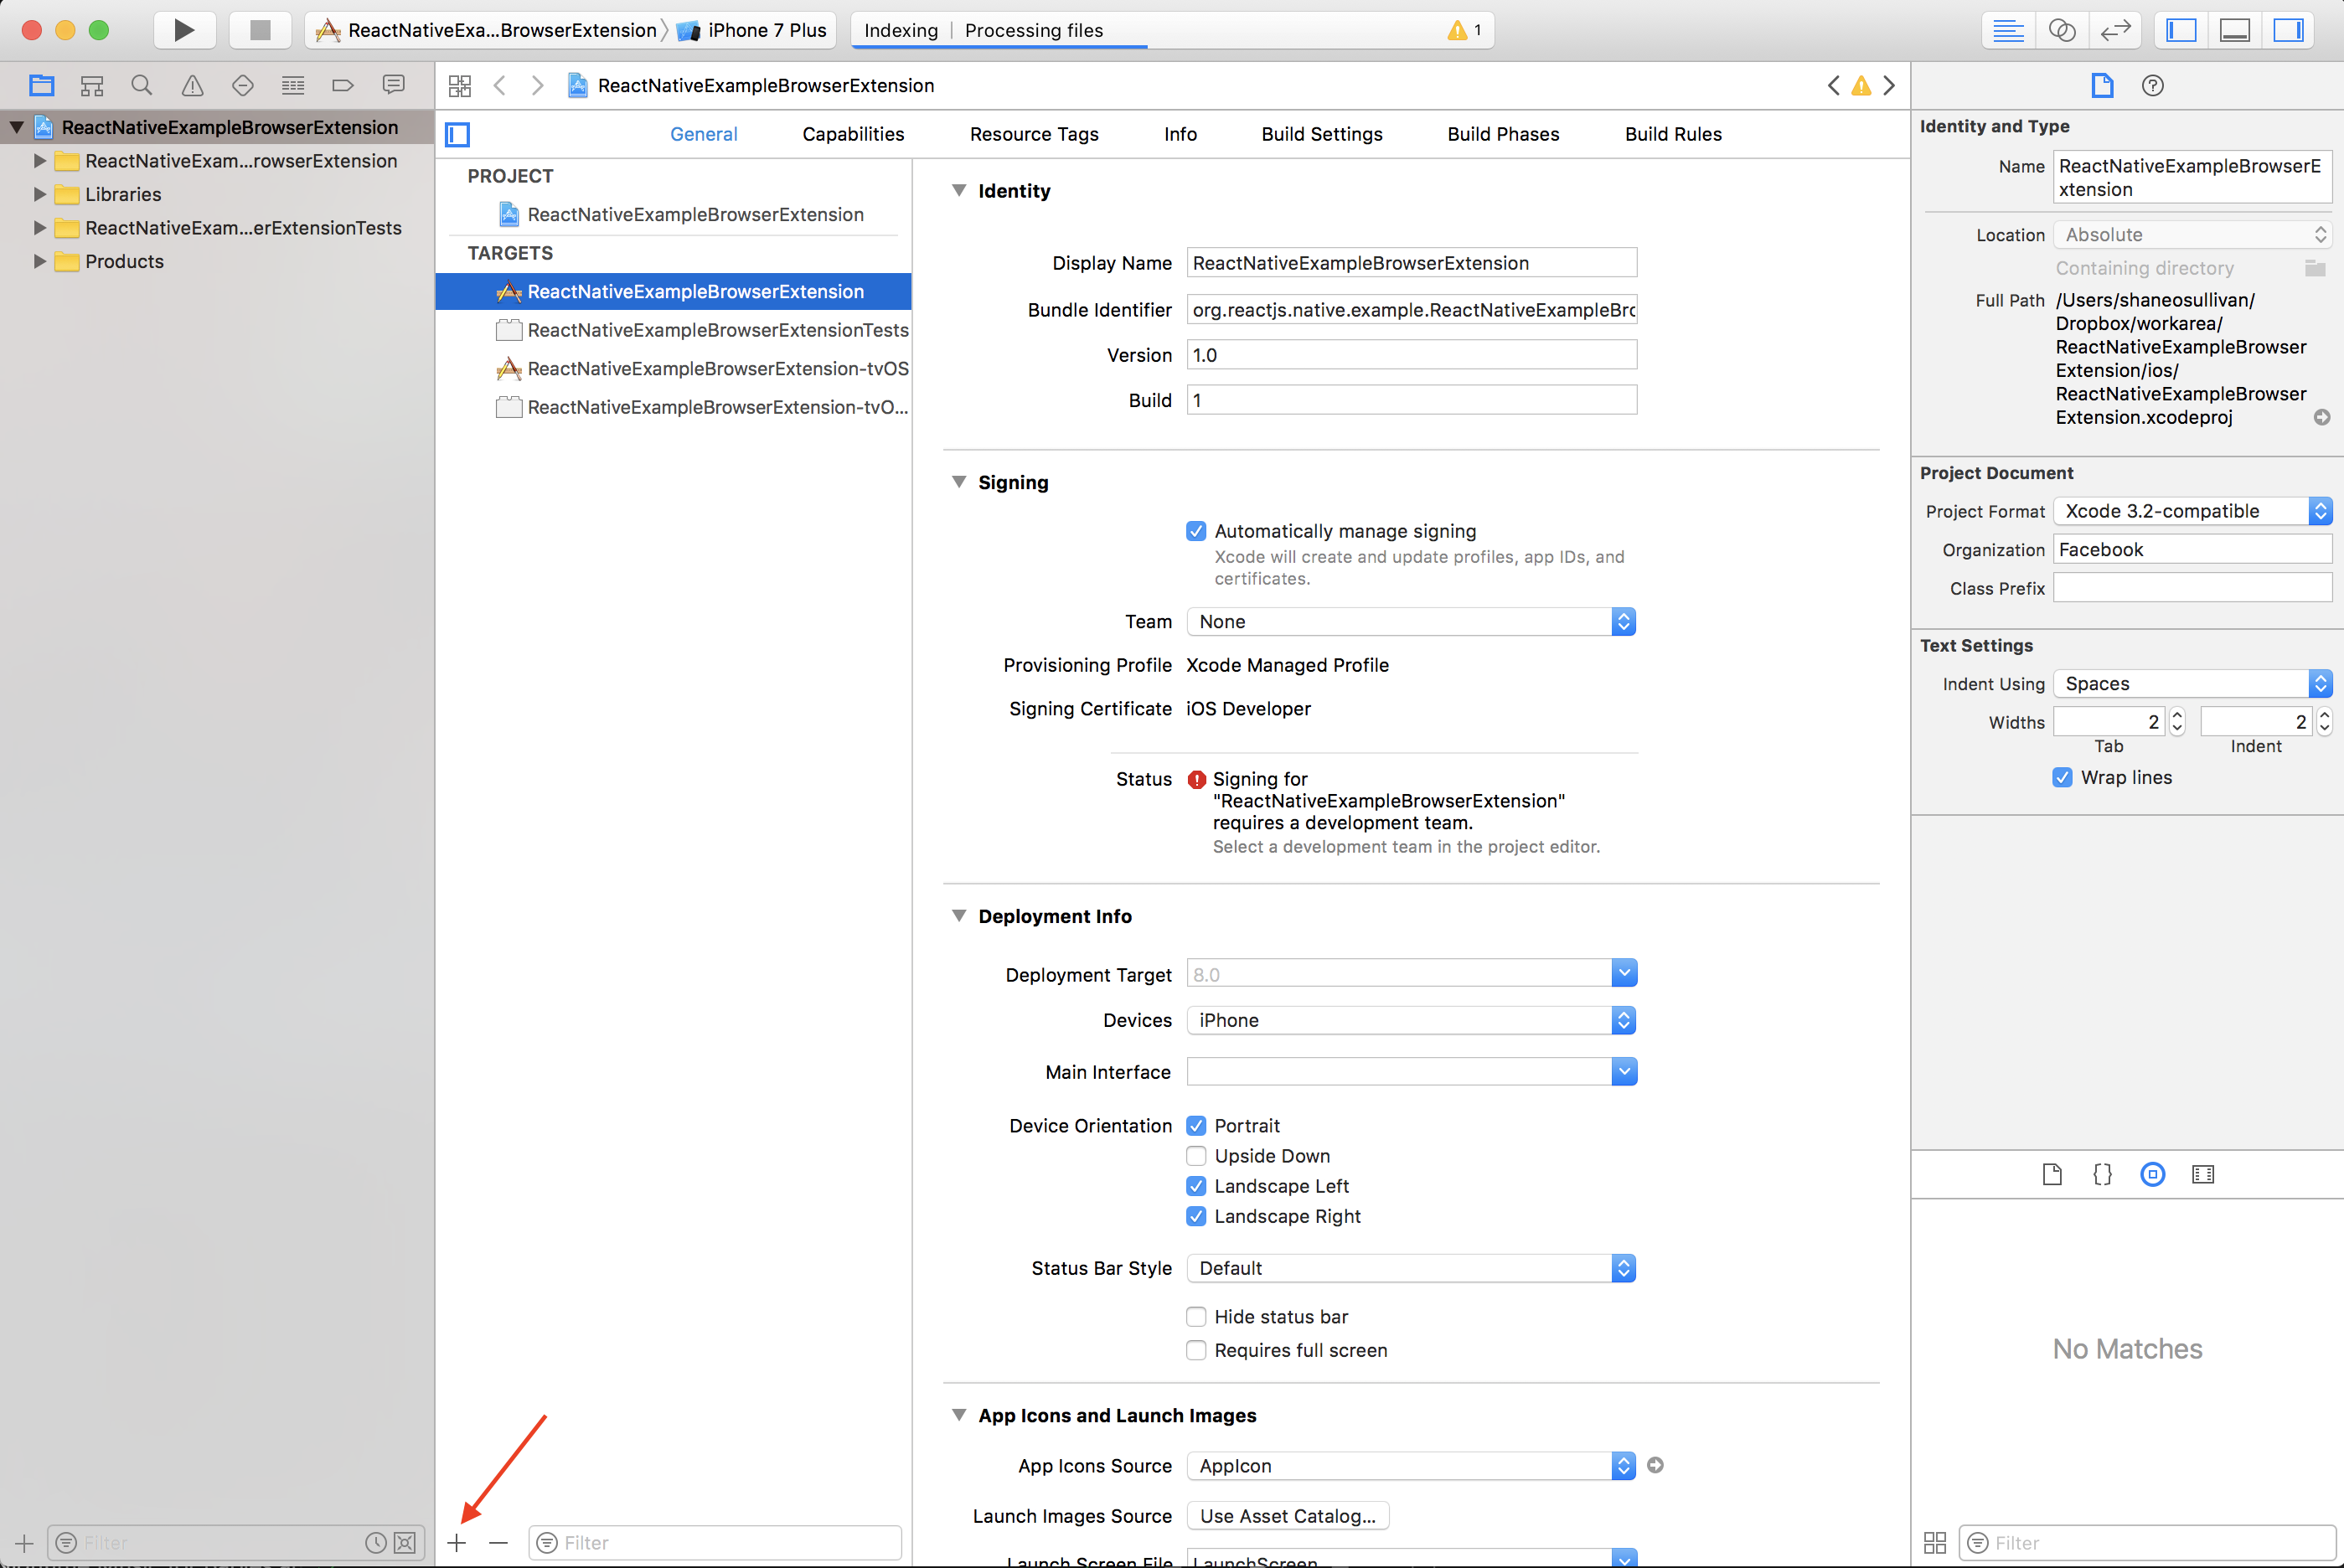 ReactNativeExa...BrowserExtension
iPhone 7 Plus
Indexing | Processing files
1
ReactNativeExampleBrowserExtension
ReactNativeExam...rowserExtension
Libraries
ReactNativeExam...erExtensionTests
Products
Filter
ReactNativeExampleBrowserExtension
General
Capabilities
Resource Tags
Info
Build Settings
Build Phases
Build Rules
PROJECT
ReactNativeExampleBrowserExtension
TARGETS
ReactNativeExampleBrowserExtension
ReactNativeExampleBrowserExtensionTests
ReactNativeExampleBrowserExtension-tvOS
ReactNativeExampleBrowserExtension-tvO...
Filter
Identity
Display Name ReactNativeExampleBrowserExtension
Bundle Identifier org.reactjs.native.example.ReactNativeExampleBrc
Version 1.0
Build 1
Signing
Automatically manage signing
Xcode will create and update profiles, app IDs, and
certificates.
Team None
Provisioning Profile Xcode Managed Profile
Signing Certificate iOS Developer
Status Signing for
"ReactNativeExampleBrowserExtension"
requires a development team.
Select a development team in the project editor.
Deployment Info
Deployment Target 8.0
Devices iPhone
Main Interface
Device Orientation Portrait
Upside Down
Landscape Left
Landscape Right
Status Bar Style Default
Hide status bar
Requires full screen
App Icons and Launch Images
App Icons Source AppIcon
Launch Images Source Use Asset Catalog...
Launch Screen File LaunchScreen
Identity and Type
Name ReactNativeExampleBrowserE
xtension
Location Absolute
Containing directory
Full Path /Users/shaneosullivan/
Dropbox/workarea/
ReactNativeExampleBrowser
Extension/ios/
ReactNativeExampleBrowser
Extension.xcodeproj
Project Document
Project Format Xcode 3.2-compatible
Organization Facebook
Class Prefix
Text Settings
Indent Using Spaces
Widths 2 2
Tab Indent
Wrap lines
{}
No Matches
Filter